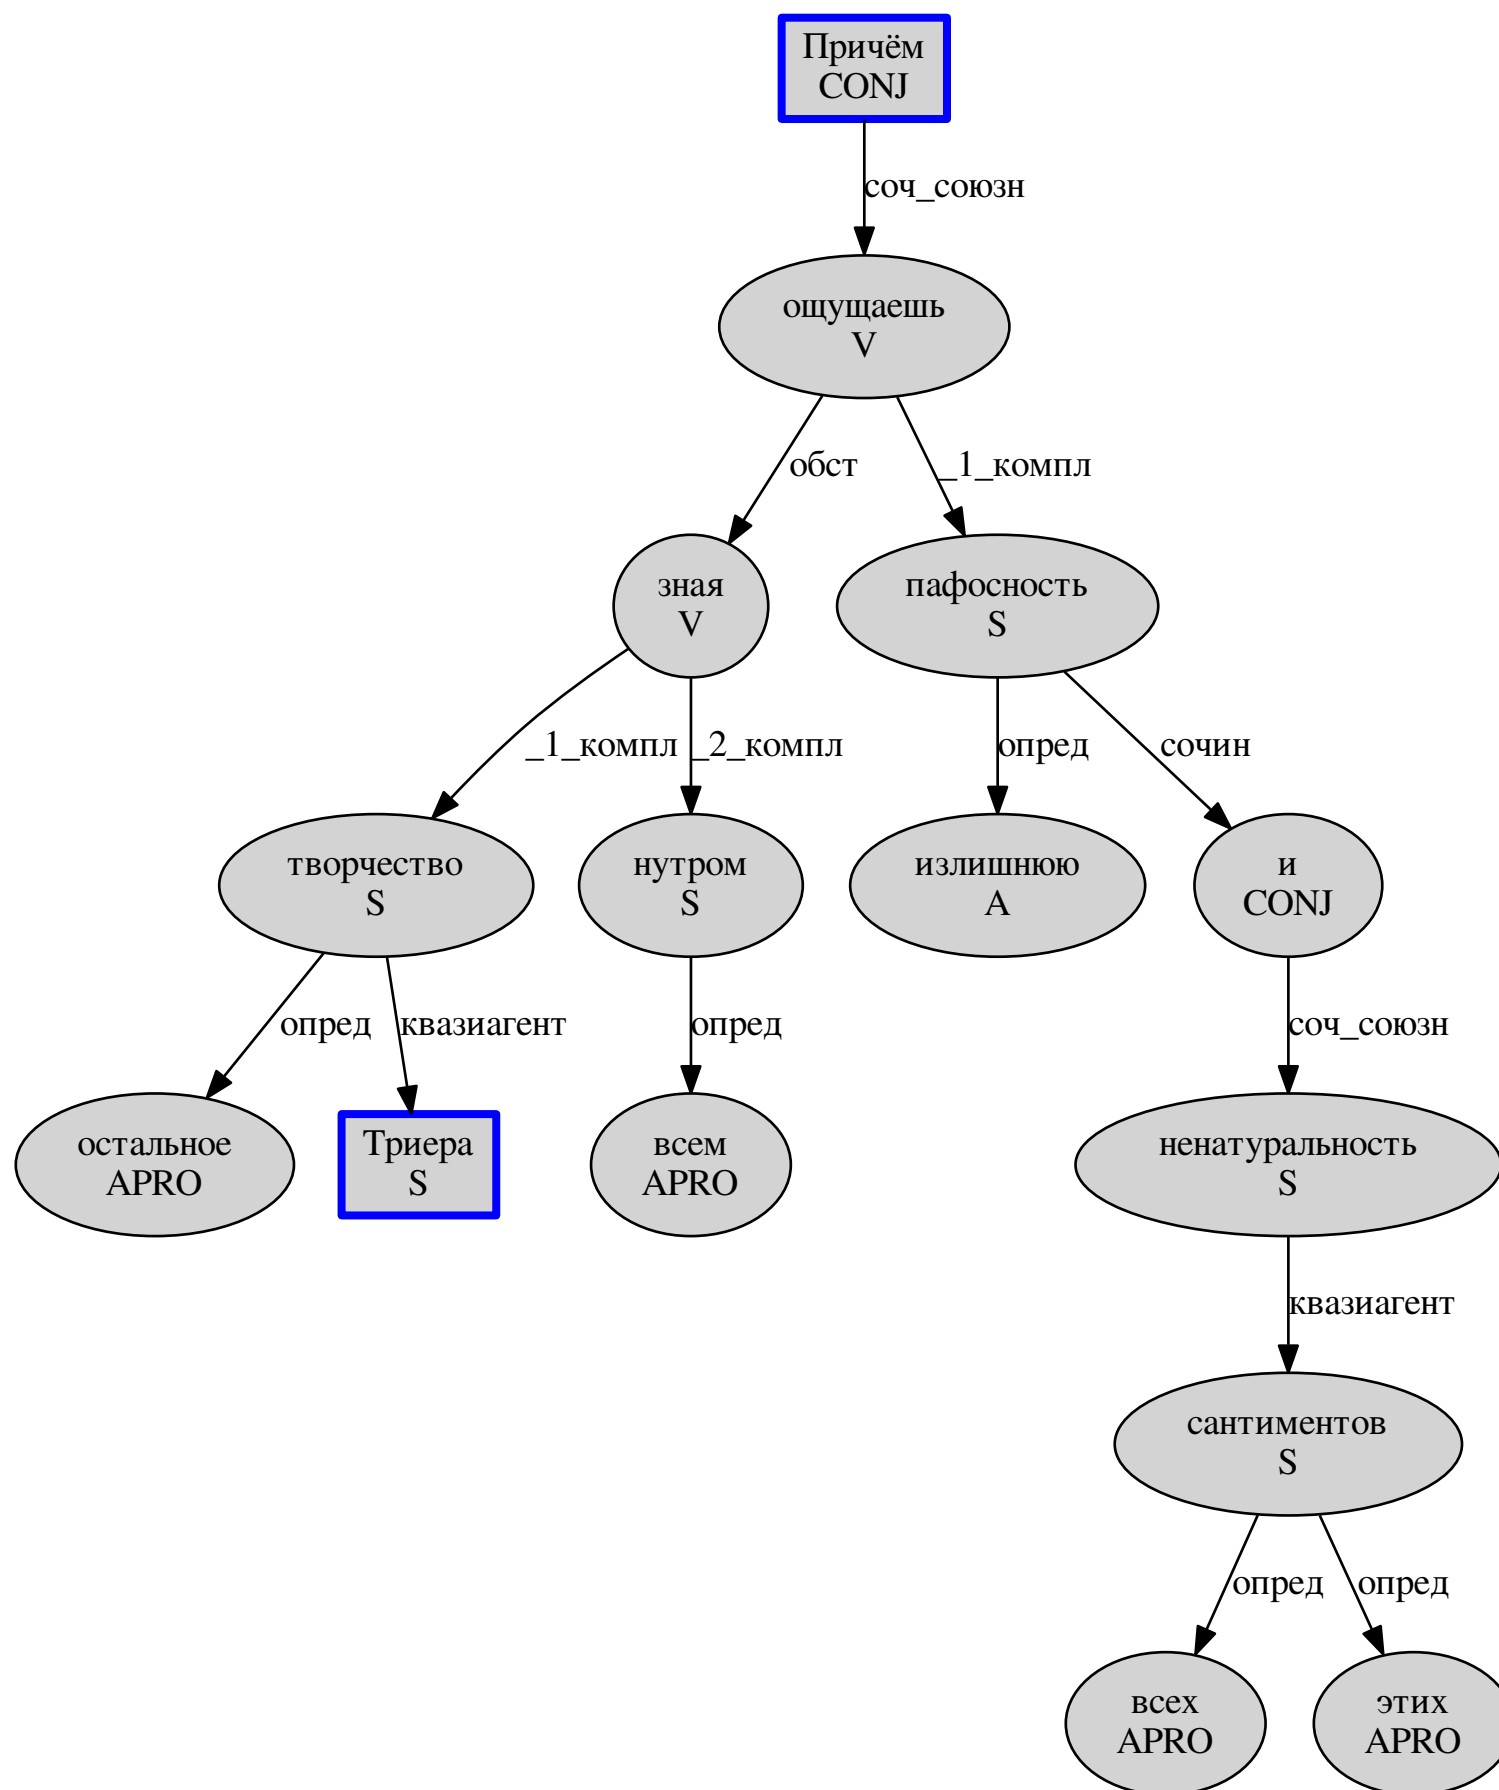 Причём
CONJ
соч_союзн
ощущаешь
V
обст
_1_компл
зная
V
пафосность
S
_1_компл
_2_компл
опред
сочин
творчество
S
нутром
S
излишнюю
A
и
CONJ
опред
квазиагент
опред
соч_союзн
остальное
APRO
Триера
S
всем
APRO
ненатуральность
S
квазиагент
сантиментов
S
опред
опред
всех
APRO
этих
APRO